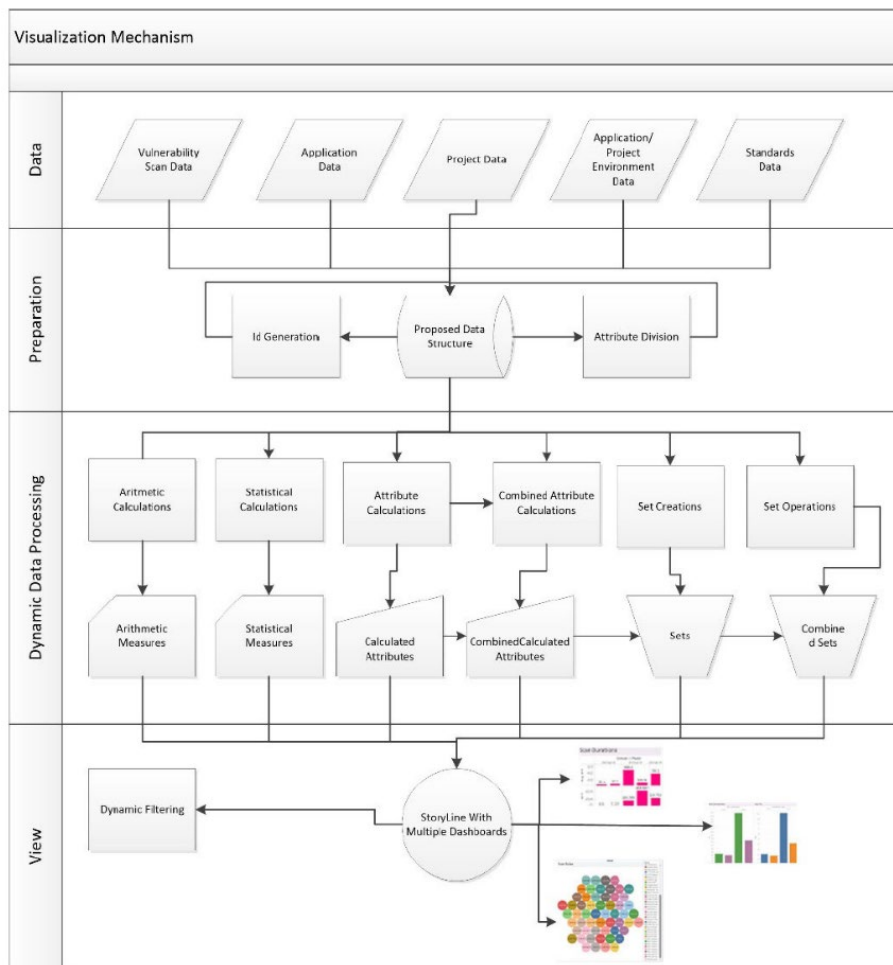 Visualization Mechanism
Data
Vulnerability
Scan Data
Application
Data
Project Data
Application/
Project
Environment
Data
Standards
Data
Preparation
Id Generation
Proposed Data
Structure
Attribute Division
Dynamic Data Processing
Aritmetic
Calculations
Statistical
Calculations
Attribute
Calculations
Combined Attribute
Calculations
Set Creations
Set Operations
Arithmetic
Measures
Statistical
Measures
Calculated
Attributes
CombinedCalculated
Attributes
Sets
Combine
d Sets
View
Dynamic Filtering
StoryLine With
Multiple Dashboards
Scan Durations